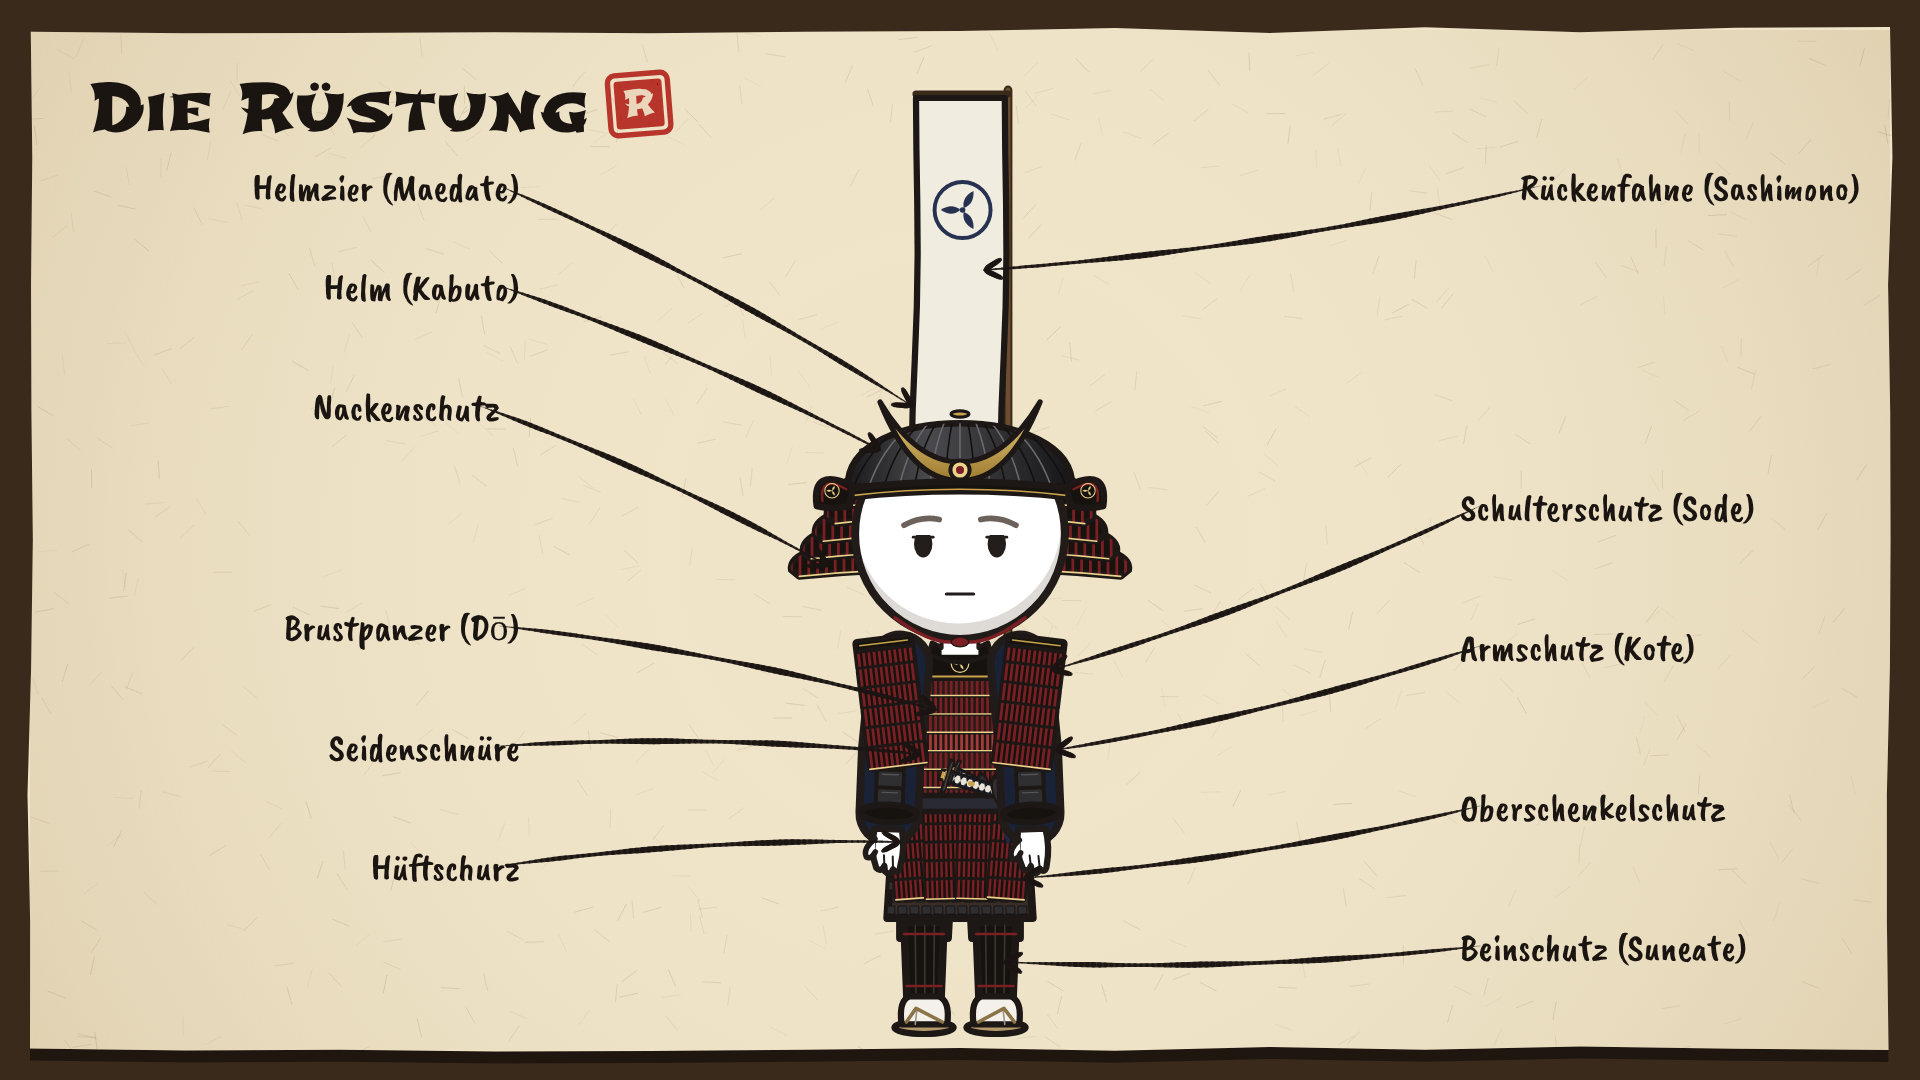 Die Rüstung R
Helmzier (Maedate)
Helm (Kabuto)
Nackenschutz
Brustpanzer (Dō)
Seidenschnüre
Hüftschurz
Rückenfahne (Sashimono)
Schulterschutz (Sode)
Armschutz (Kote)
Oberschenkelschutz
Beinschutz (Suneate)